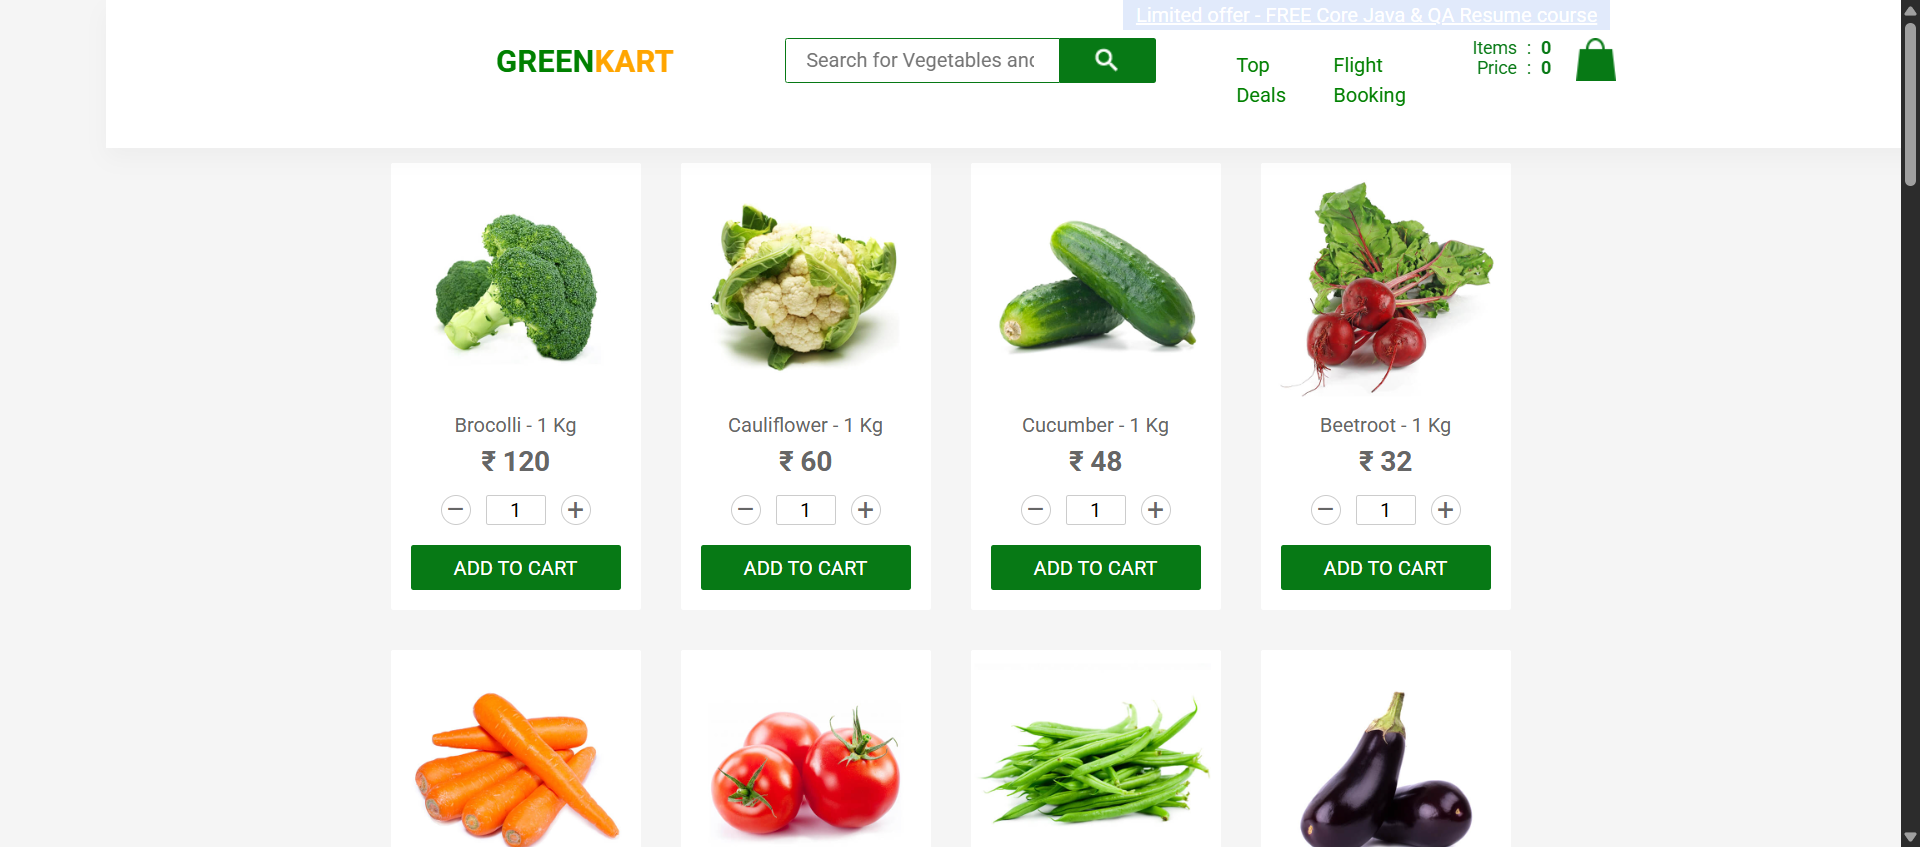 Limited offer - FREE Core Java & QA Resume course
GREENKART
Search for Vegetables and
Top Deals
Flight Booking
Items : 0
Price : 0
Brocolli - 1 Kg
₹ 120
− 1 +
ADD TO CART
Cauliflower - 1 Kg
₹ 60
− 1 +
ADD TO CART
Cucumber - 1 Kg
₹ 48
− 1 +
ADD TO CART
Beetroot - 1 Kg
₹ 32
− 1 +
ADD TO CART